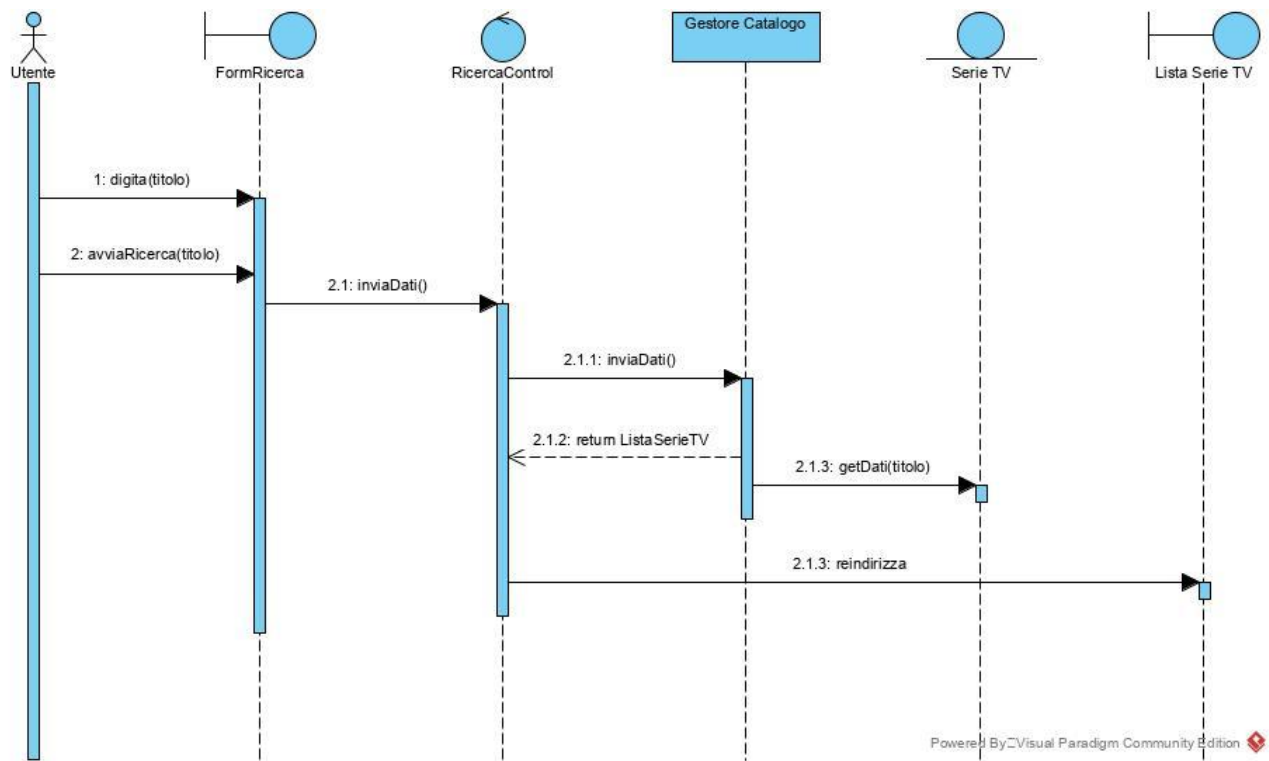 Utente
FormRicerca
RicercaControl
Gestore Catalogo
Serie TV
Lista Serie TV
1: digita(titolo)
2: avviaRicerca(titolo)
2.1: inviaDati()
2.1.1: inviaDati()
2.1.2: return ListaSerieTV
2.1.3: getDati(titolo)
2.1.3: reindirizza
Powered By Visual Paradigm Community Edition